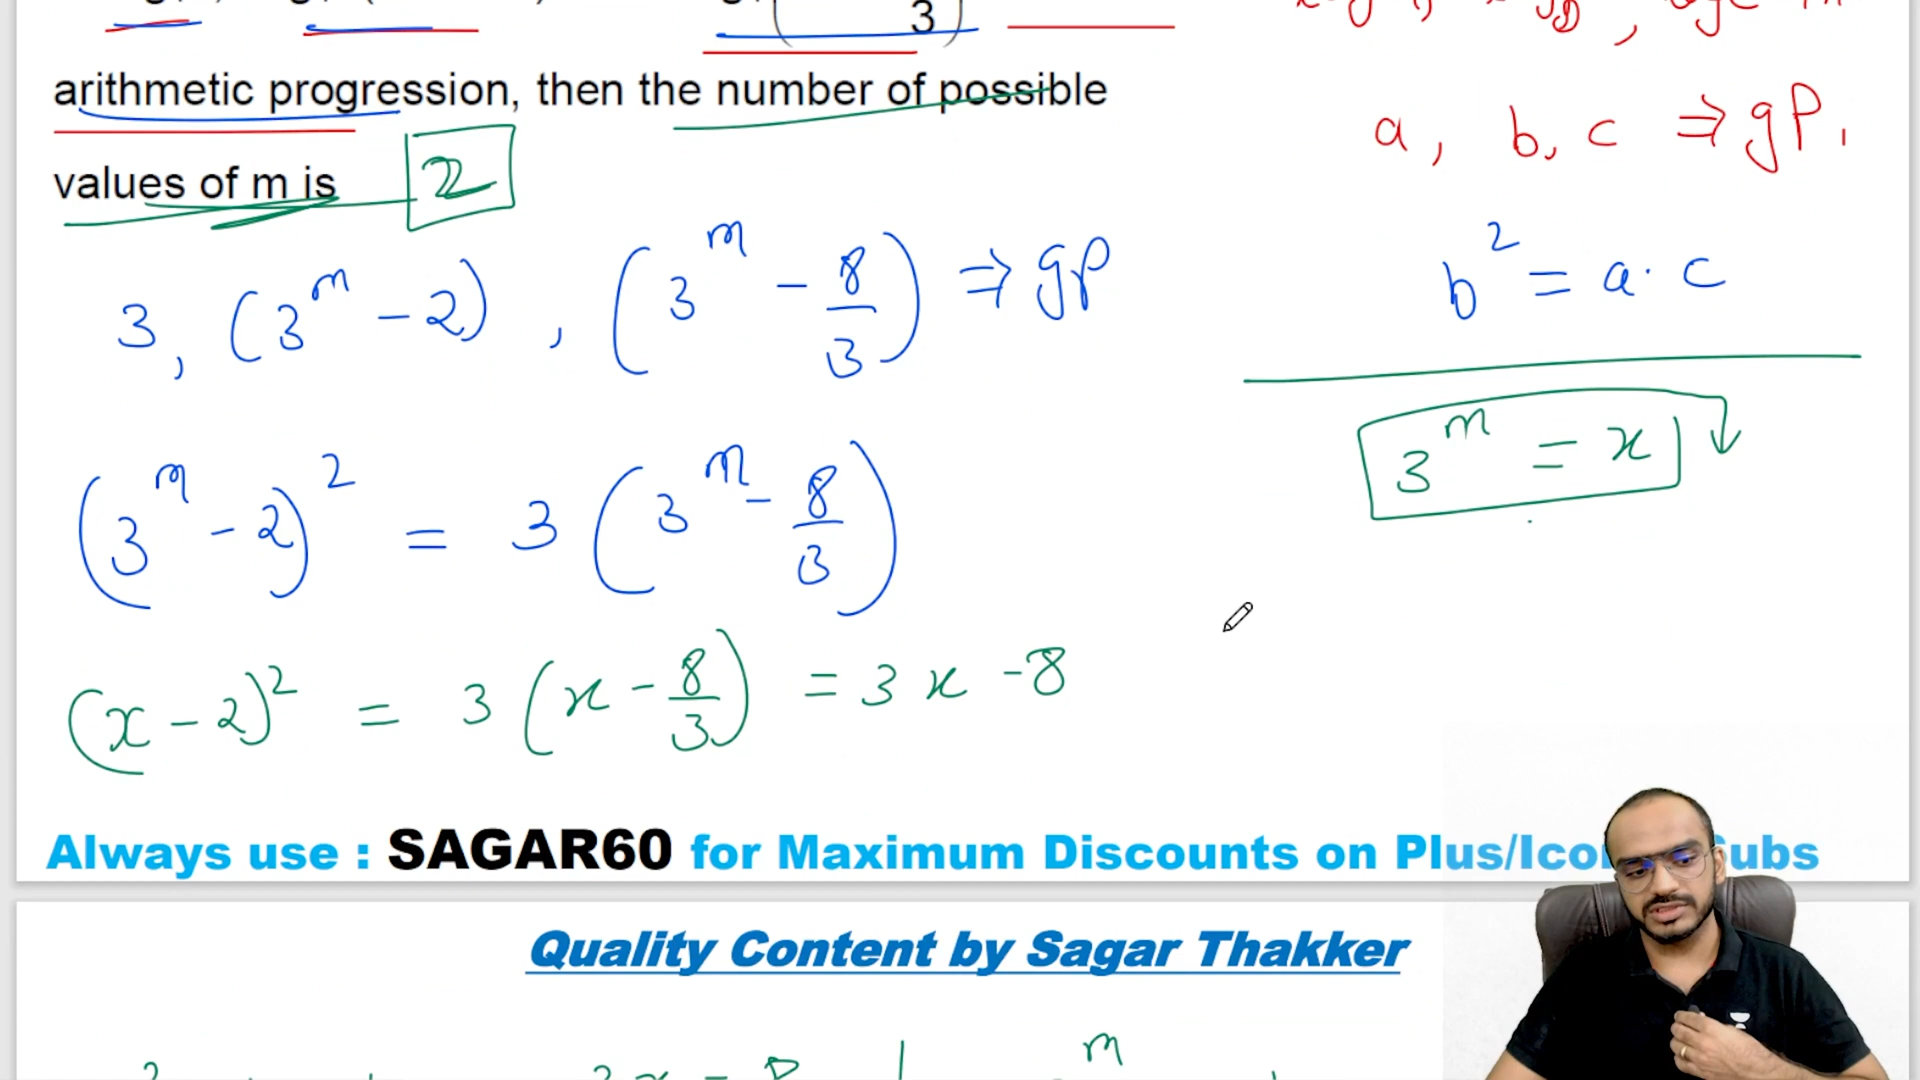 3
arithmetic progression, then the number of possible
values of m is 2
a, b, c ⇒ gp,
3, (3^m - 2), (3^m - 8/3) ⇒ gp
b^2 = a·c
(3^m - 2)^2 = 3(3^m - 8/3)
3^m = x
(x - 2)^2 = 3(x - 8/3) = 3x - 8
Always use : SAGAR60 for Maximum Discounts on Plus/Ico ubs
Quality Content by Sagar Thakker
m